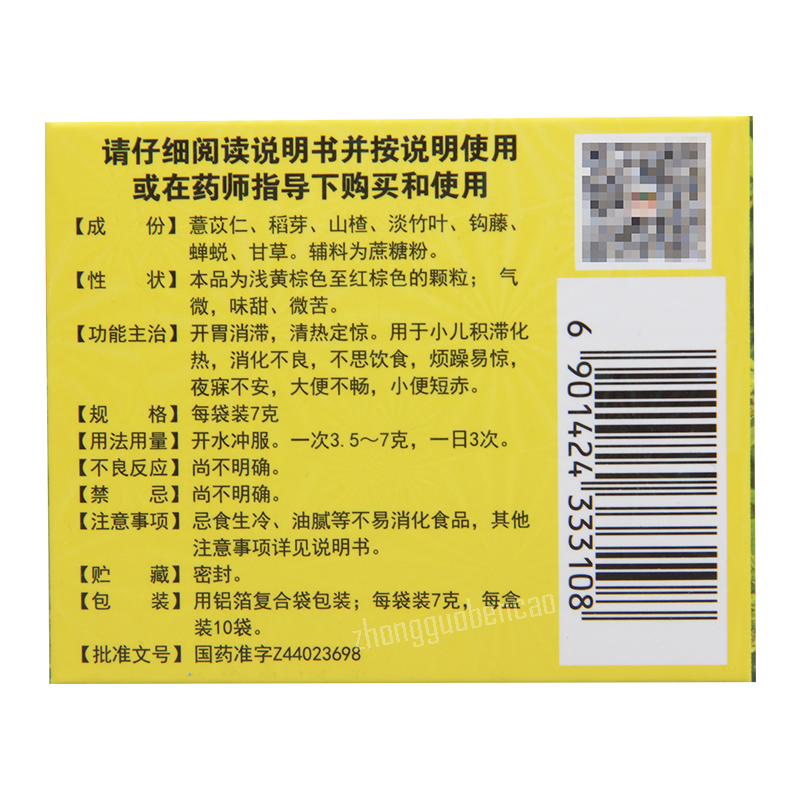 请仔细阅读说明书并按说明使用
或在药师指导下购买和使用
【成　份】薏苡仁、稻芽、山楂、淡竹叶、钩藤、
蝉蜕、甘草。辅料为蔗糖粉。
【性　状】本品为浅黄棕色至红棕色的颗粒；气
微，味甜、微苦。
【功能主治】开胃消滞，清热定惊。用于小儿积滞化
热，消化不良，不思饮食，烦躁易惊，
夜寐不安，大便不畅，小便短赤。
【规　格】每袋装7克
【用法用量】开水冲服。一次3.5～7克，一日3次。
【不良反应】尚不明确。
【禁　忌】尚不明确。
【注意事项】忌食生冷、油腻等不易消化食品，其他
注意事项详见说明书。
【贮　藏】密封。
【包　装】用铝箔复合袋包装；每袋装7克，每盒
装10袋。
【批准文号】国药准字Z44023698
zhongguobencao
6 901424 333108